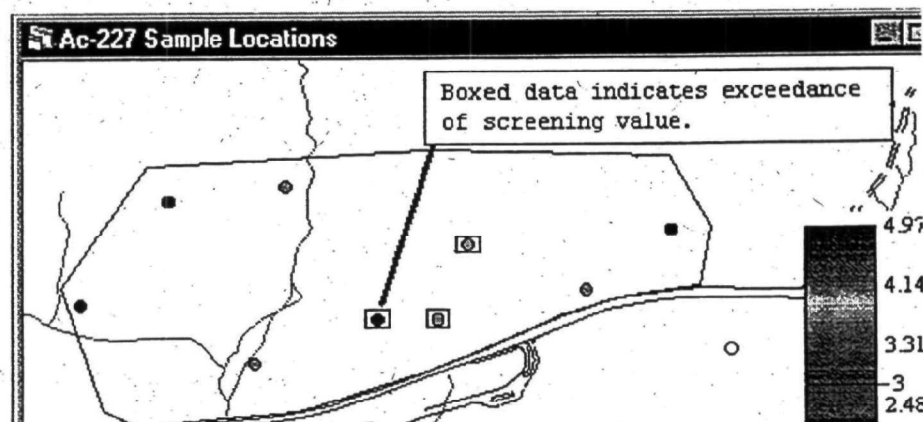 Ac-227 Sample Locations
Boxed data indicates exceedance
of screening value.
4.97
4.14
3.31
3
2.48